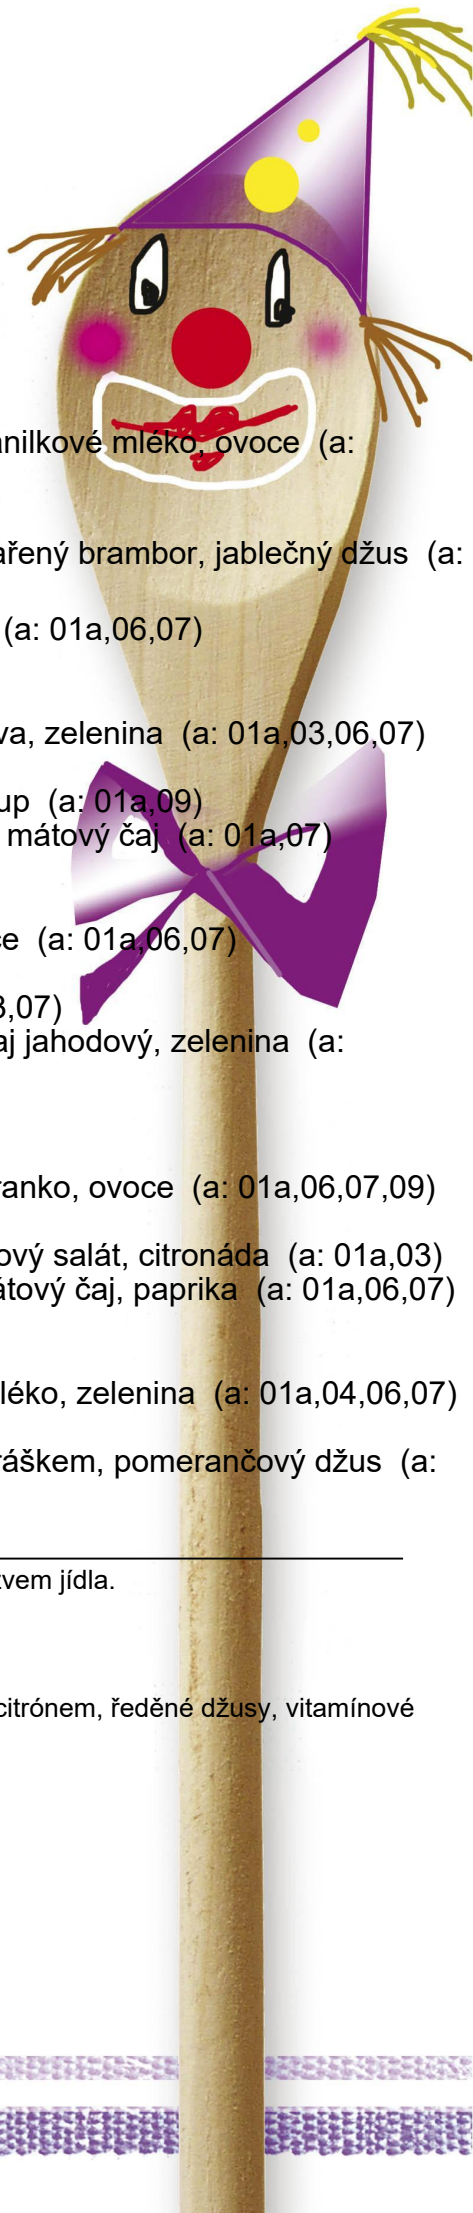 anilkové mléko, ovoce (a:
ařený brambor, jablečný džus (a:
(a: 01a,06,07)
va, zelenina (a: 01a,03,06,07)
up (a: 01a,09)
mátový čaj (a: 01a,07)
ce (a: 01a,06,07)
3,07)
aj jahodový, zelenina (a:
ranko, ovoce (a: 01a,06,07,09)
ový salát, citronáda (a: 01a,03)
átový čaj, paprika (a: 01a,06,07)
léko, zelenina (a: 01a,04,06,07)
ráškem, pomerančový džus (a:
zvem jídla.
citrónem, ředěné džusy, vitamínové